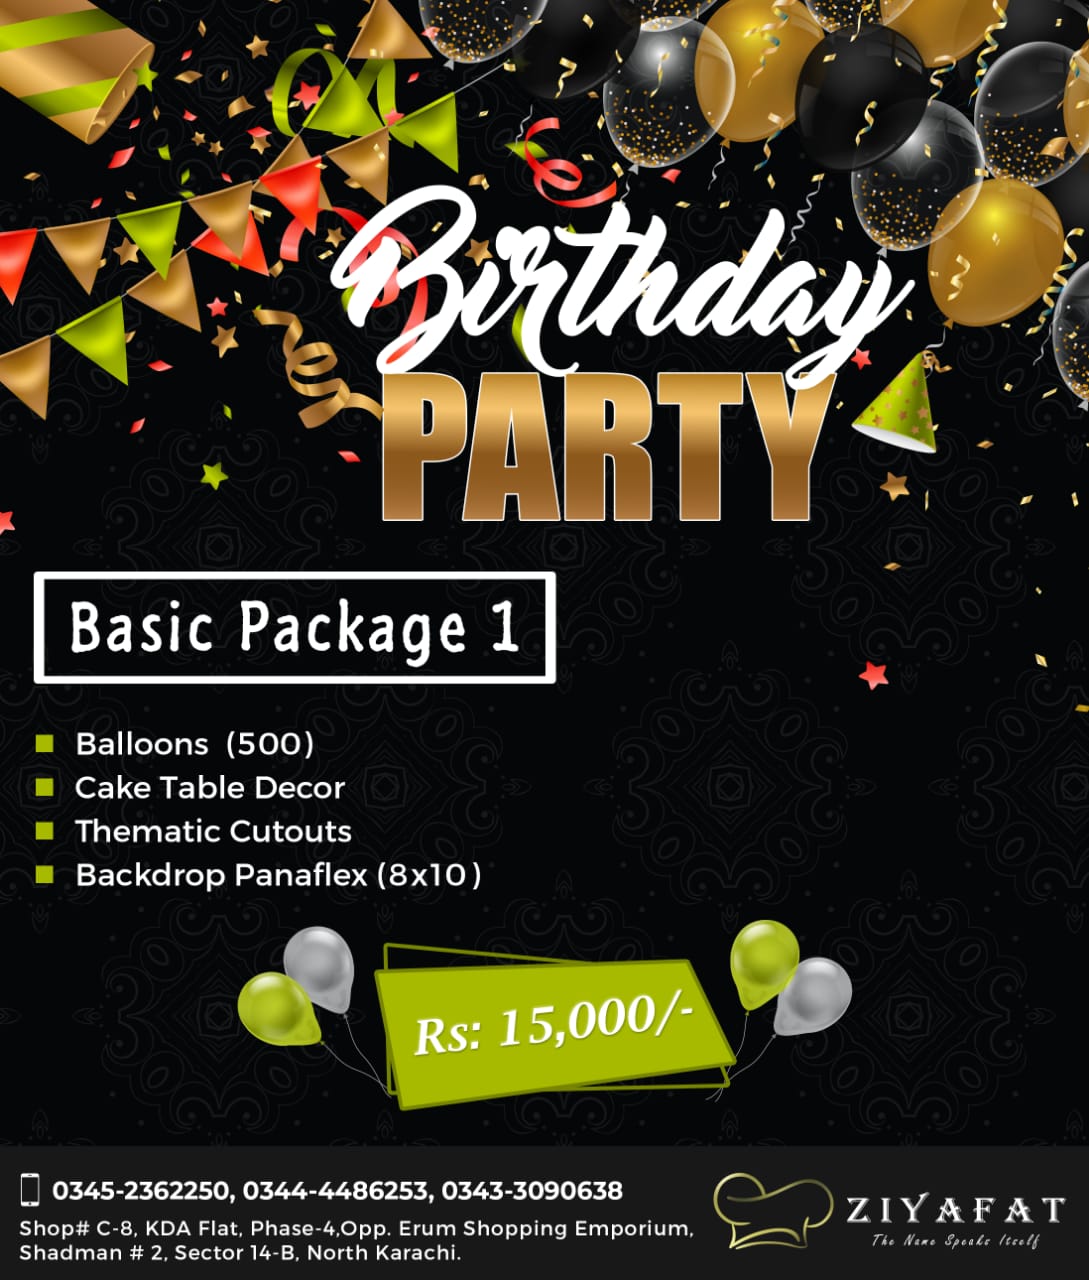 Birthday
PARTY
Basic Package 1
Balloons (500)
Cake Table Decor
Thematic Cutouts
Backdrop Panaflex (8x10)
Rs: 15,000/-
0345-2362250, 0344-4486253, 0343-3090638
Shop# C-8, KDA Flat, Phase-4,Opp. Erum Shopping Emporium,
Shadman # 2, Sector 14-B, North Karachi.
ZIYAFAT
The Name Speaks Itself